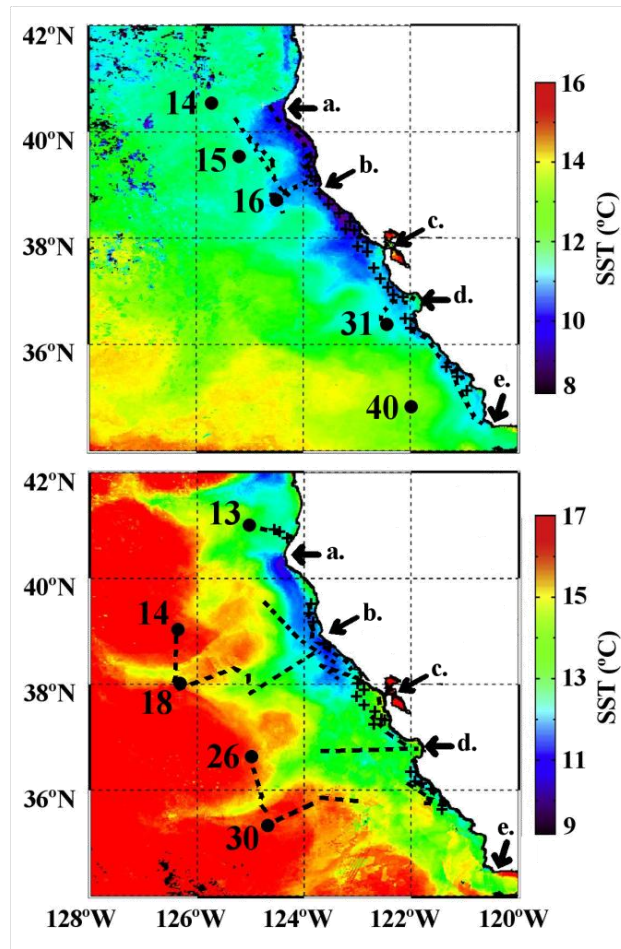 42°N
40°N
38°N
36°N
14
15
16
31
40
a.
b.
c.
d.
e.
16
14
12
10
8
SST (°C)
42°N
40°N
38°N
36°N
13
14
18
26
30
a.
b.
c.
d.
e.
17
15
13
11
9
SST (°C)
128°W 126°W 124°W 122°W 120°W